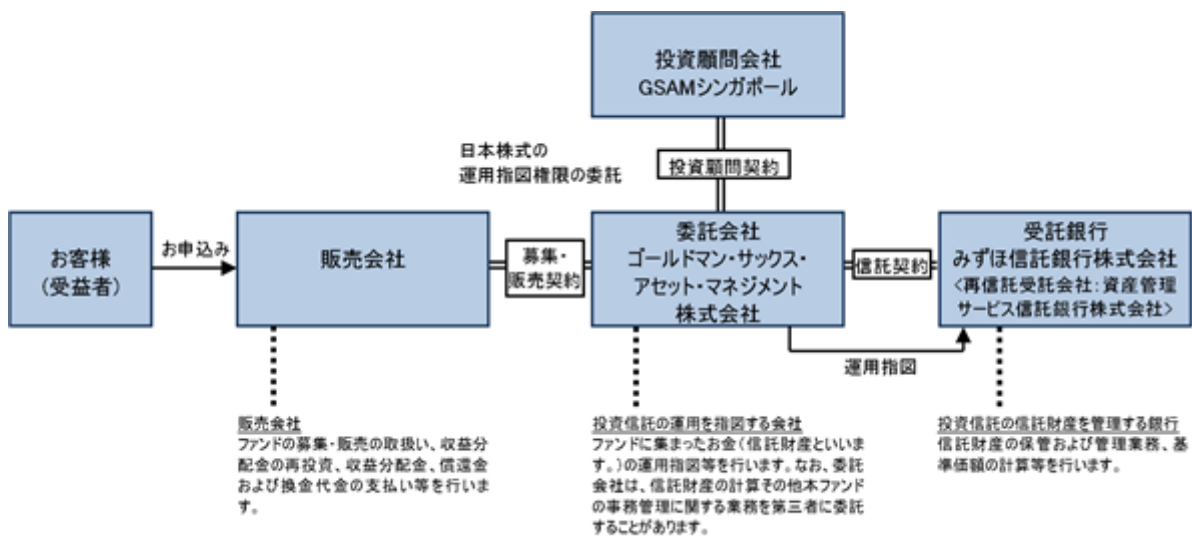 投資顧問会社
GSAMシンガポール
日本株式の
運用指図権限の委託
投資顧問契約
お客様
（受益者）
お申込み
販売会社
募集・
販売契約
委託会社
ゴールドマン・サックス・
アセット・マネジメント
株式会社
信託契約
受託銀行
みずほ信託銀行株式会社
<再信託受託会社：資産管理
サービス信託銀行株式会社>
運用指図
販売会社
ファンドの募集・販売の取扱い、収益分
配金の再投資、収益分配金、償還金
および換金代金の支払い等を行いま
す。
投資信託の運用を指図する会社
ファンドに集まったお金（信託財産といいま
す。）の運用指図等を行います。なお、委託
会社は、信託財産の計算その他本ファンド
の事務管理に関する業務を第三者に委託
することがあります。
投資信託の信託財産を管理する銀行
信託財産の保管および管理業務、基
準価額の計算等を行います。